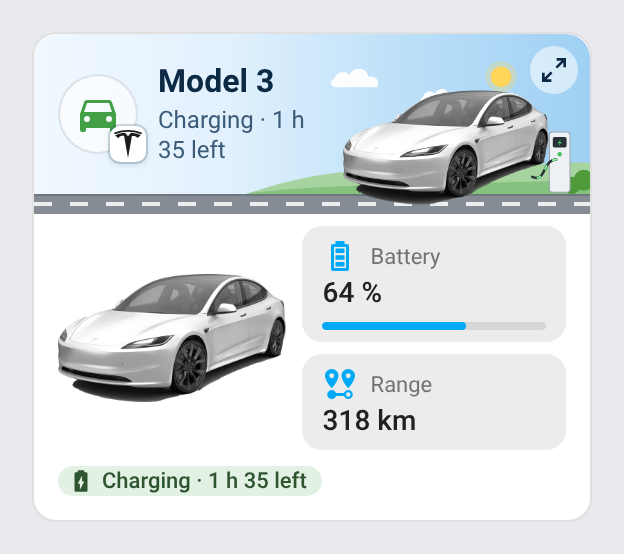 Model 3
Charging · 1 h
35 left
Battery
64 %
Range
318 km
Charging · 1 h 35 left